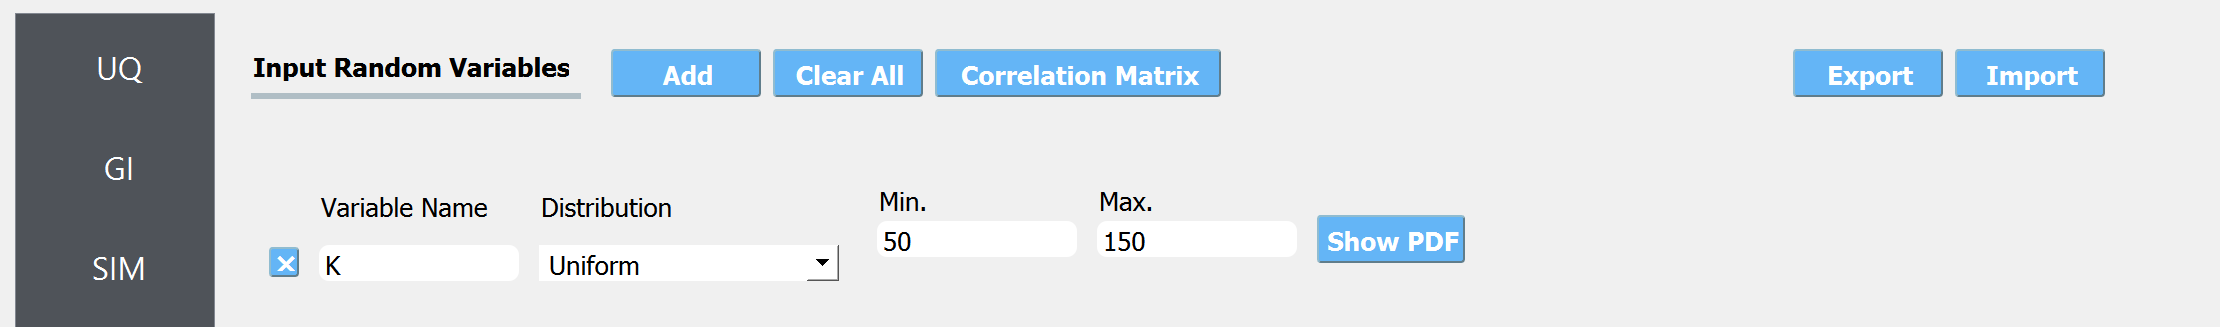 UQ
GI
SIM
Input Random Variables
Add
Clear All
Correlation Matrix
Export
Import
Variable Name
Distribution
Min.
Max.
K
Uniform
50
150
Show PDF